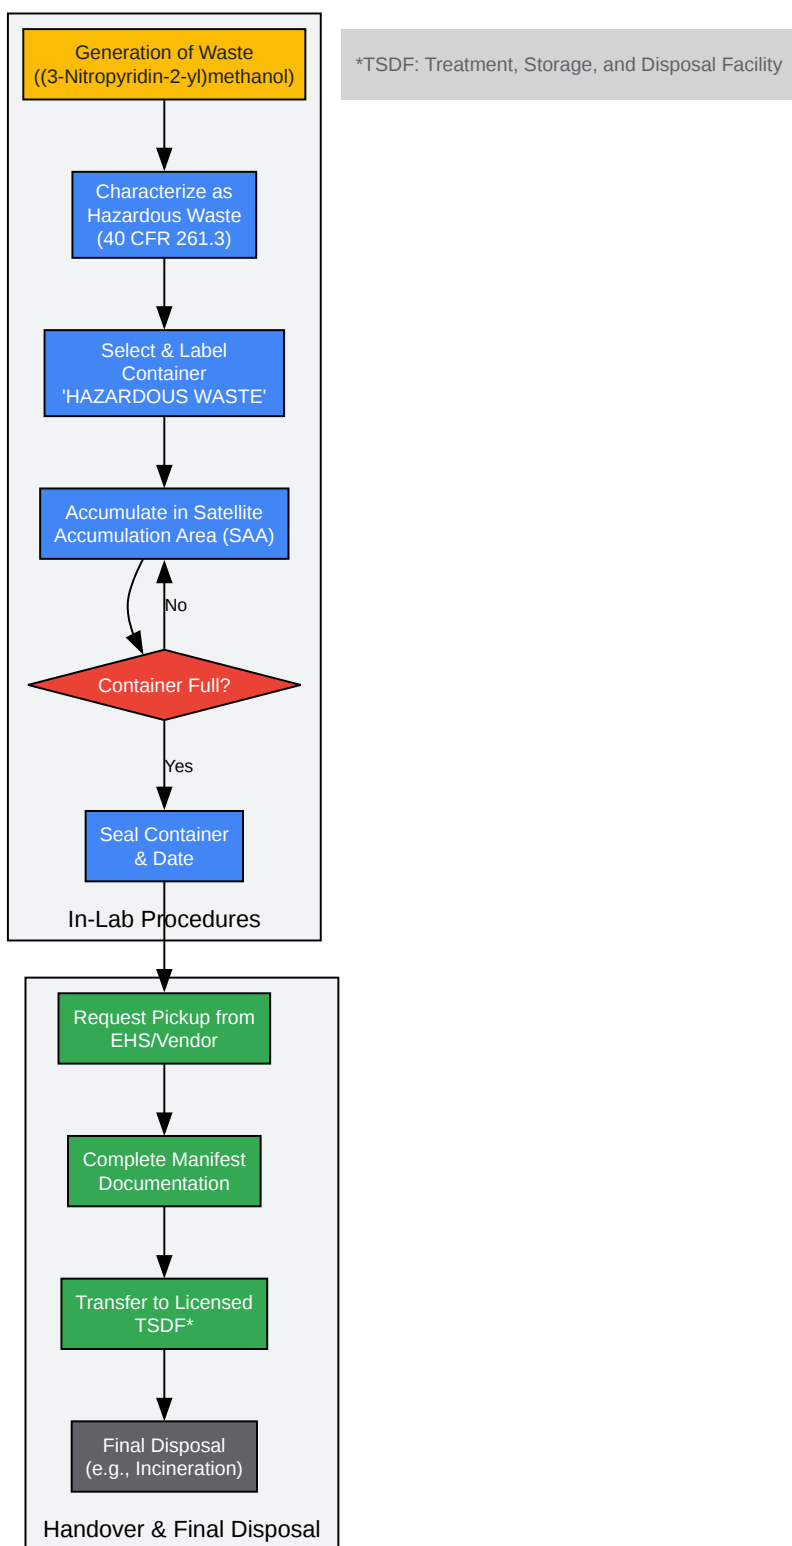 Generation of Waste
((3-Nitropyridin-2-yl)methanol)
*TSDF: Treatment, Storage, and Disposal Facility
Characterize as
Hazardous Waste
(40 CFR 261.3)
Select & Label
Container
'HAZARDOUS WASTE'
Accumulate in Satellite
Accumulation Area (SAA)
No
Container Full?
Yes
Seal Container
& Date
In-Lab Procedures
Request Pickup from
EHS/Vendor
Complete Manifest
Documentation
Transfer to Licensed
TSDF*
Final Disposal
(e.g., Incineration)
Handover & Final Disposal